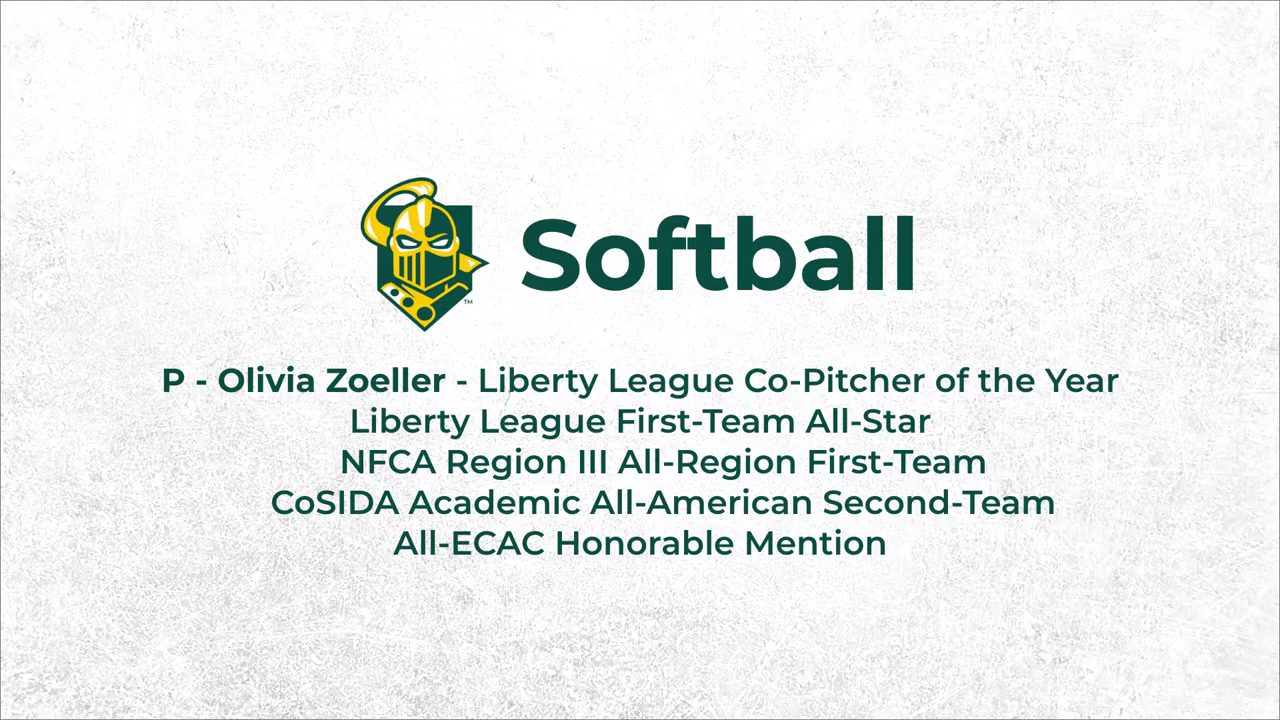 Softball
TM
P - Olivia Zoeller - Liberty League Co-Pitcher of the Year
Liberty League First-Team All-Star
NFCA Region III All-Region First-Team
CoSIDA Academic All-American Second-Team
All-ECAC Honorable Mention